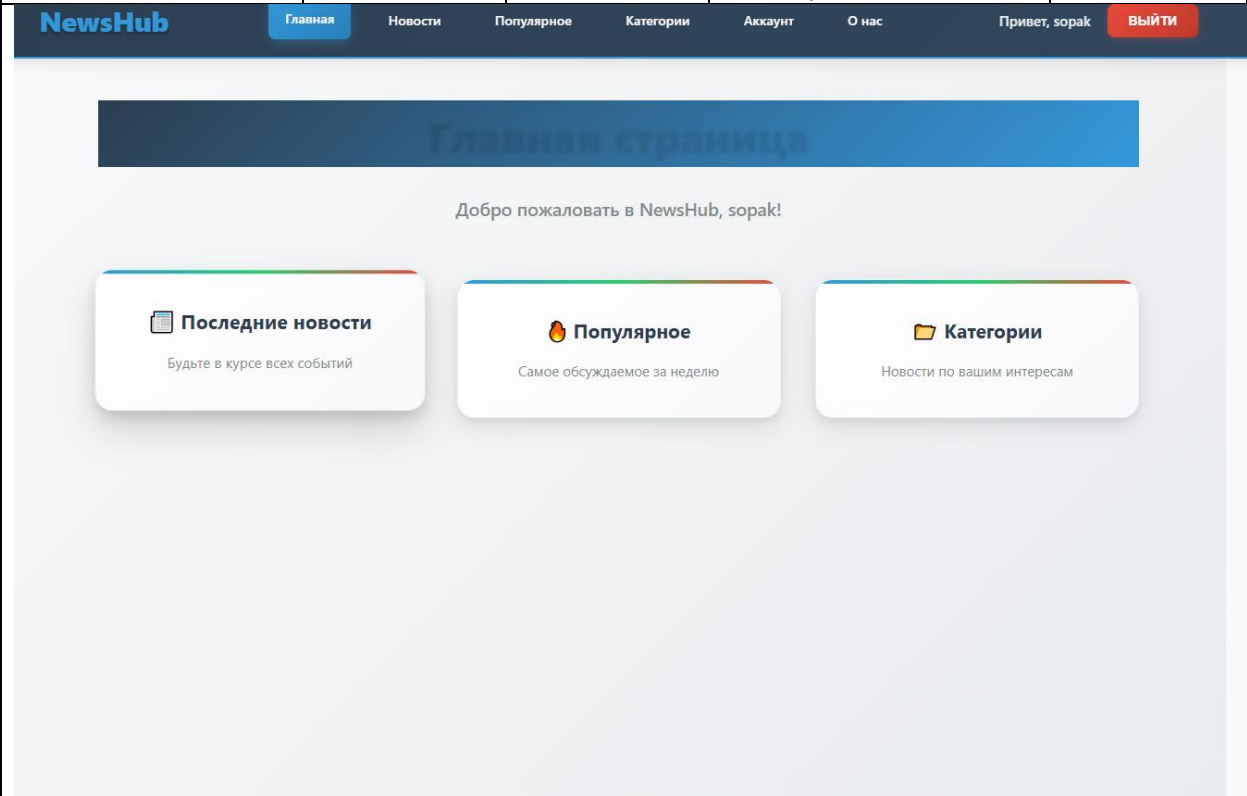 NewsHub Главная Новости Популярное Категории Аккаунт О нас Привет, sopak ВЫЙТИ
Главная страница
Добро пожаловать в NewsHub, sopak!
Последние новости
Будьте в курсе всех событий
Популярное
Самое обсуждаемое за неделю
Категории
Новости по вашим интересам